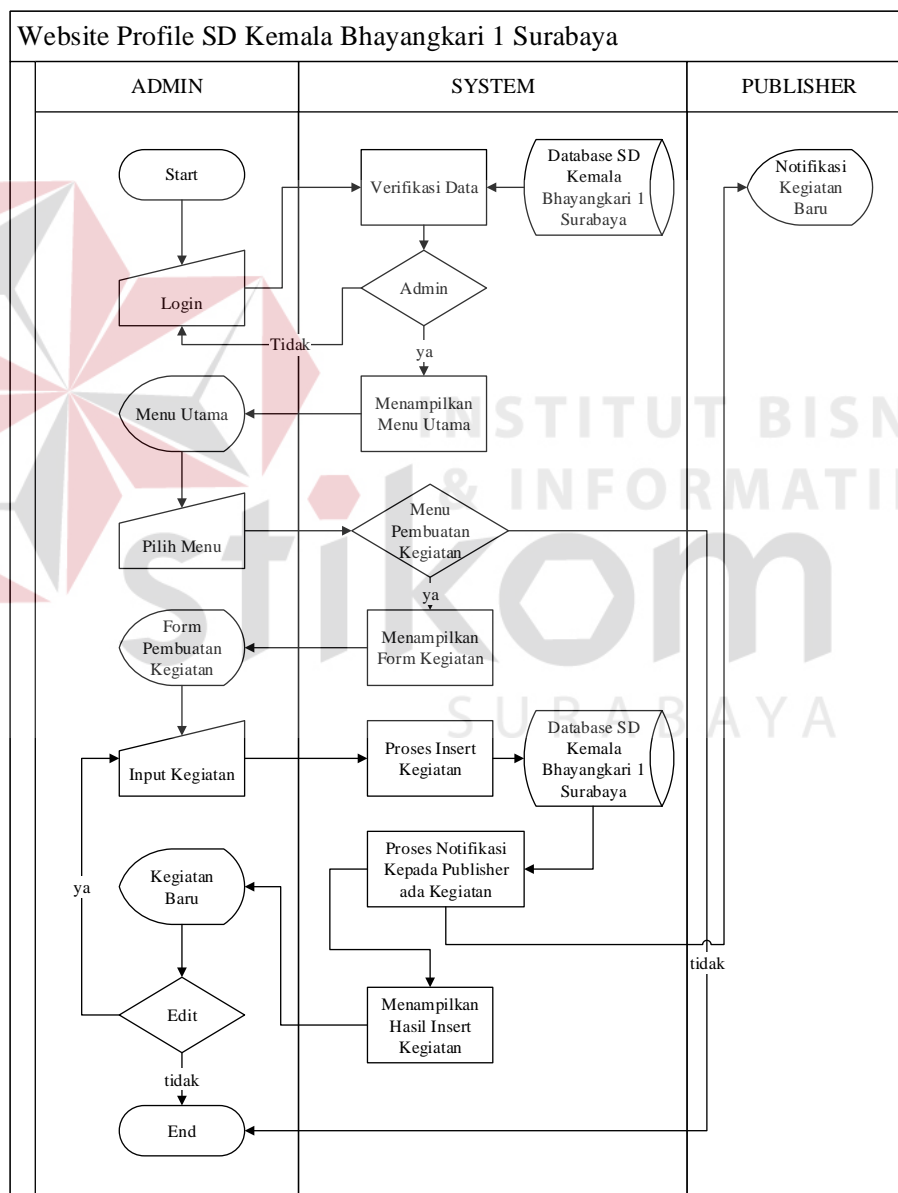 Website Profile SD Kemala Bhayangkari 1 Surabaya
ADMIN
SYSTEM
PUBLISHER
Start
Verifikasi Data
Database SD
Kemala
Bhayangkari 1
Surabaya
Notifikasi
Kegiatan
Baru
Login
Admin
Tidak
ya
Menu Utama
Menampilkan
Menu Utama
INSTITUT BISN
& INFORMATI
Pilih Menu
Menu
Pembuatan
Kegiatan
stikom
ya
Form
Pembuatan
Kegiatan
Menampilkan
Form Kegiatan
SURABAYA
Input Kegiatan
Proses Insert
Kegiatan
Database SD
Kemala
Bhayangkari 1
Surabaya
ya
Kegiatan
Baru
Proses Notifikasi
Kepada Publisher
ada Kegiatan
tidak
Edit
Menampilkan
Hasil Insert
Kegiatan
tidak
End